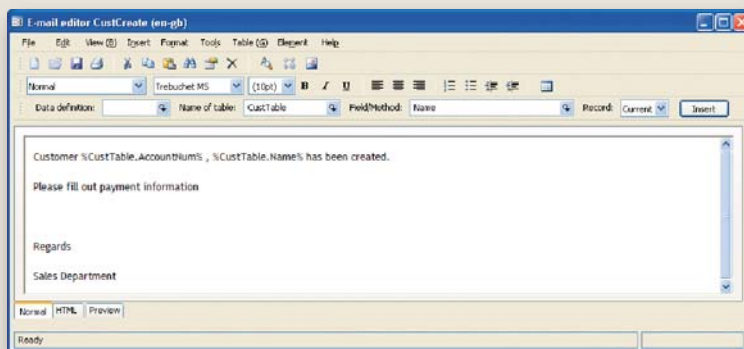 E-mail editor CustCreate (en-gb)
File Edit View (B) Insert Format Tools Table (G) Element Help
Normal Trebuchet MS (10pt) B I U
Data definition: Name of table: CustTable Field/Method: Name Record: Current Insert
Customer %CustTable.AccountNum% , %CustTable.Name% has been created.
Please fill out payment information
Regards
Sales Department
Normal HTML Preview
Ready